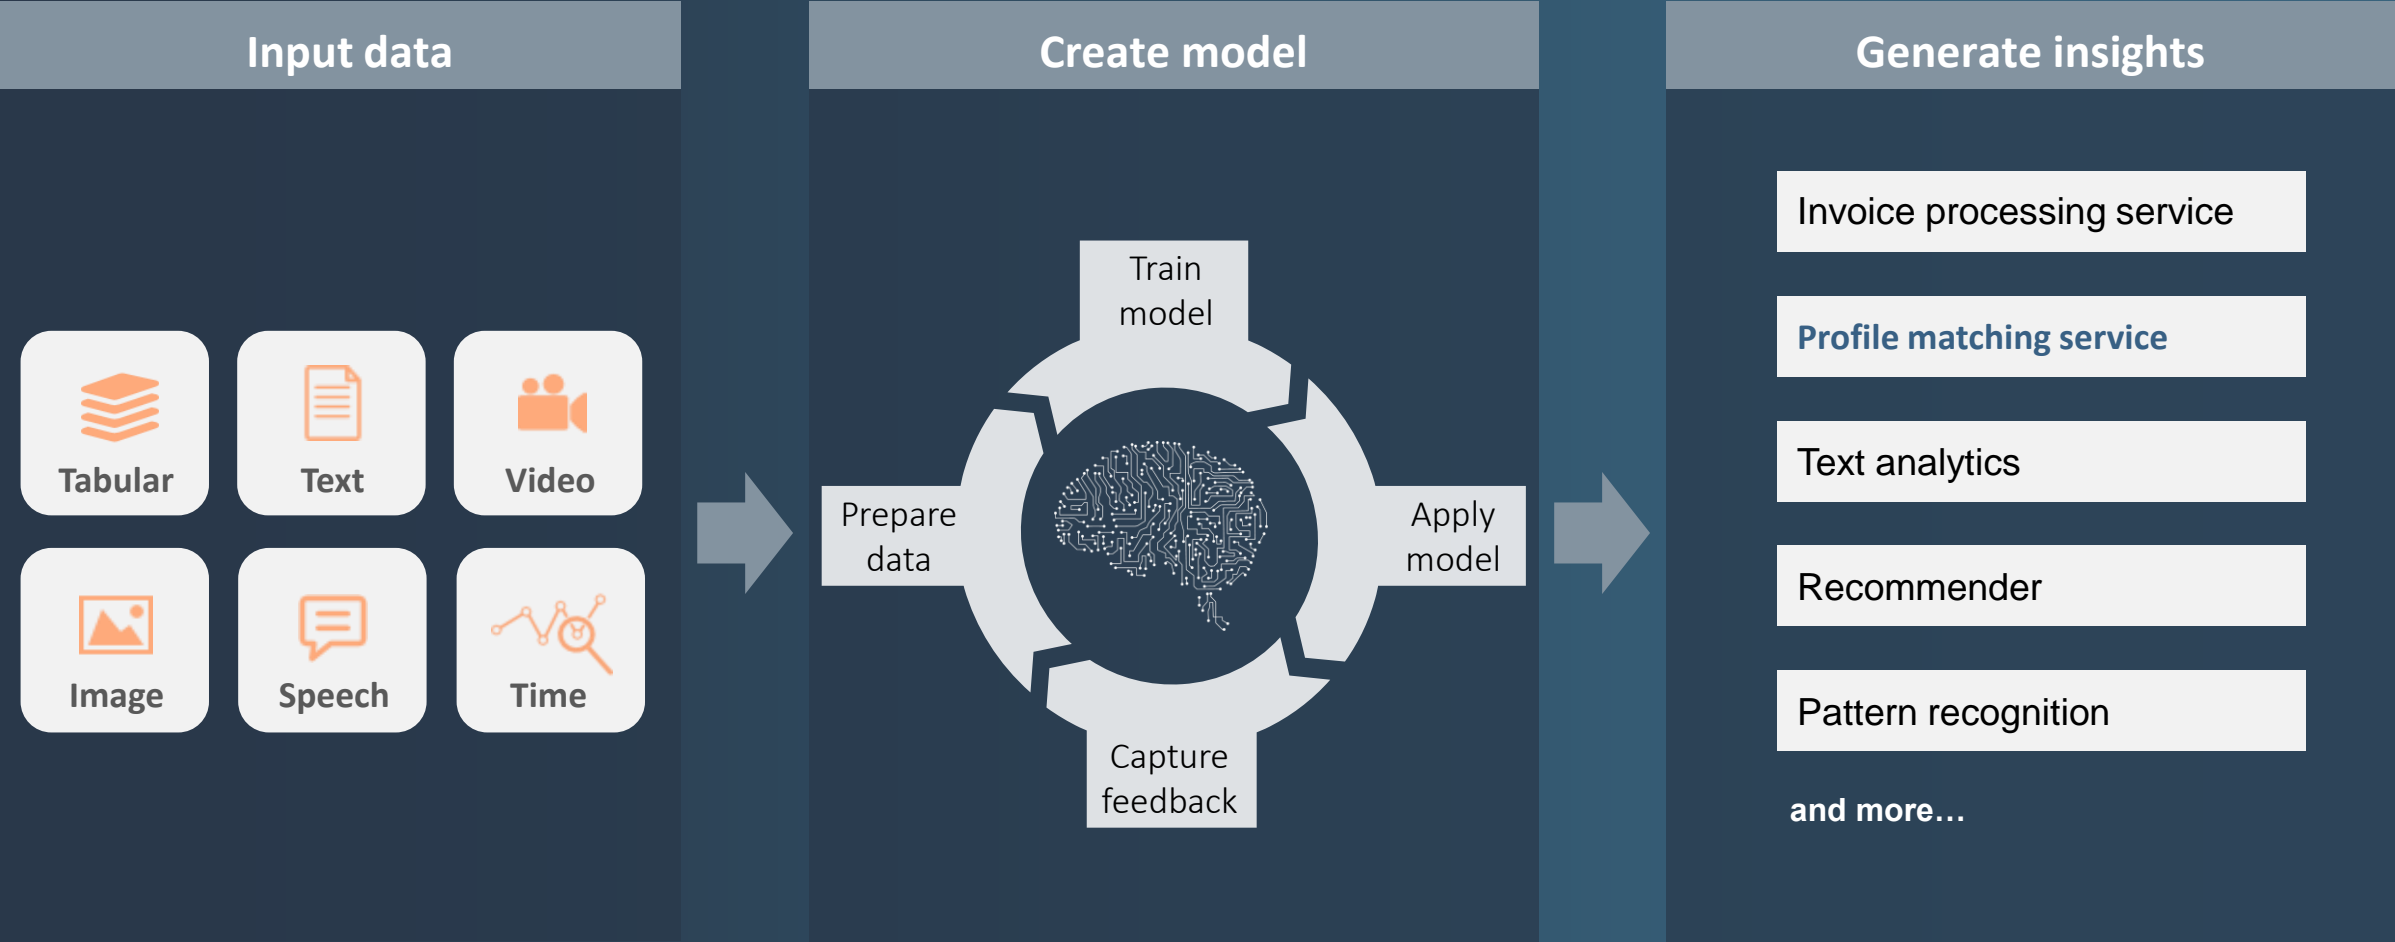 Input data
Tabular
Text
Video
Image
Speech
Time
Create model
Train
model
Prepare
data
Apply
model
Capture
feedback
Generate insights
Invoice processing service
Profile matching service
Text analytics
Recommender
Pattern recognition
and more…